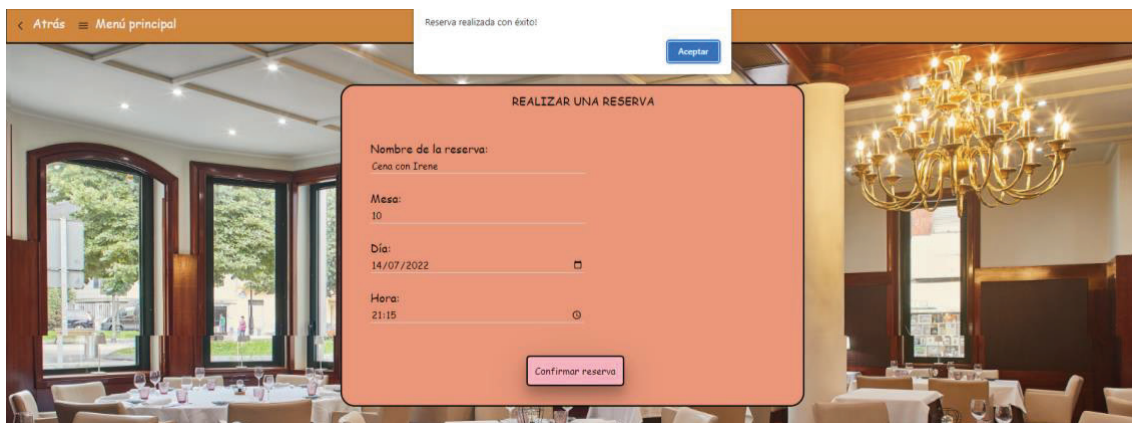 Atrás Menú principal
Reserva realizada con éxito!
Aceptar
REALIZAR UNA RESERVA
Nombre de la reserva:
Cena con Irene
Mesa:
10
Día:
14/07/2022
Hora:
21:15
Confirmar reserva